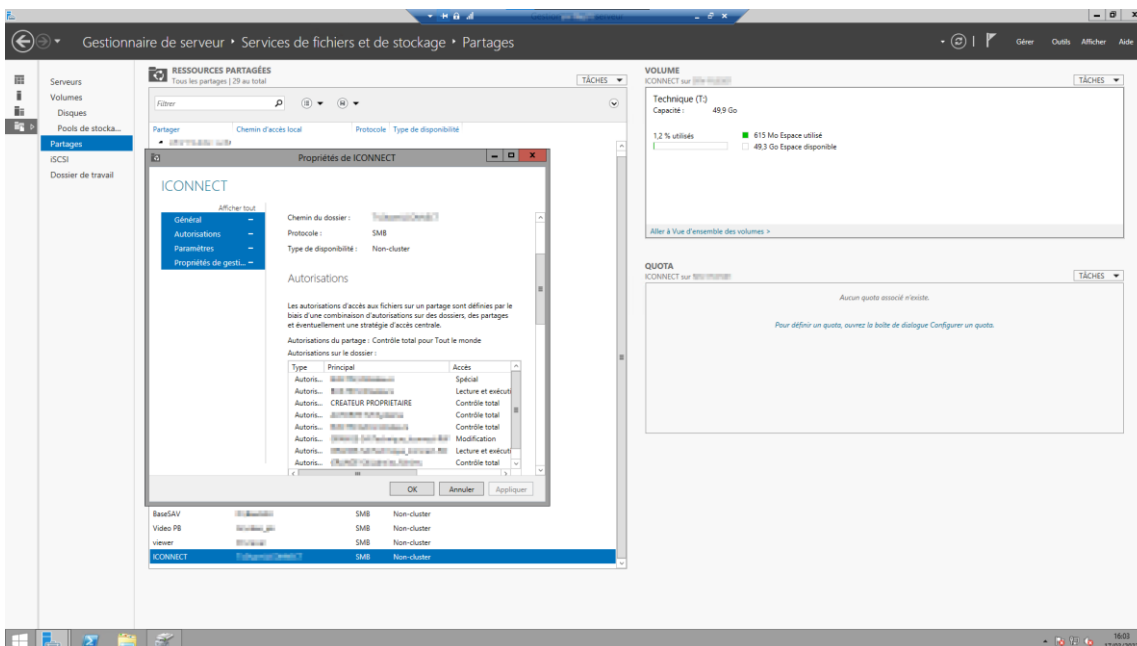 Gestionnaire de serveur • Services de fichiers et de stockage • Partages
Gérer Outils Afficher Aide
Serveurs
Volumes
Disques
Pools de stocka...
Partages
iSCSI
Dossier de travail
RESSOURCES PARTAGÉES
Tous les partages | 29 au total
TÂCHES
Filtrer
Partager Chemin d'accès local Protocole Type de disponibilité
Propriétés de ICONNECT
ICONNECT
Afficher tout
Général
Autorisations
Paramètres
Propriétés de gesti...
Chemin du dossier :
Protocole : SMB
Type de disponibilité : Non-cluster
Autorisations
Les autorisations d'accès aux fichiers sur un partage sont définies par le
biais d'une combinaison d'autorisations sur des dossiers, des partages
et éventuellement une stratégie d'accès centrale.
Autorisations du partage : Contrôle total pour Tout le monde
Autorisations sur le dossier :
Type Principal Accès
Autoris... Spécial
Autoris... Lecture et exécuti
Autoris... CREATEUR PROPRIETAIRE Contrôle total
Autoris... Contrôle total
Autoris... Contrôle total
Autoris... Modification
Autoris... Lecture et exécuti
Autoris... Contrôle total
OK Annuler Appliquer
BaseSAV SMB Non-cluster
Video PB SMB Non-cluster
viewer SMB Non-cluster
ICONNECT SMB Non-cluster
VOLUME
ICONNECT sur
TÂCHES
Technique (T:)
Capacité : 49,9 Go
1,2 % utilisés
615 Mo Espace utilisé
49,3 Go Espace disponible
Aller à Vue d'ensemble des volumes >
QUOTA
ICONNECT sur
TÂCHES
Aucun quota associé n'existe.
Pour définir un quota, ouvrez la boîte de dialogue Configurer un quota.
16:03